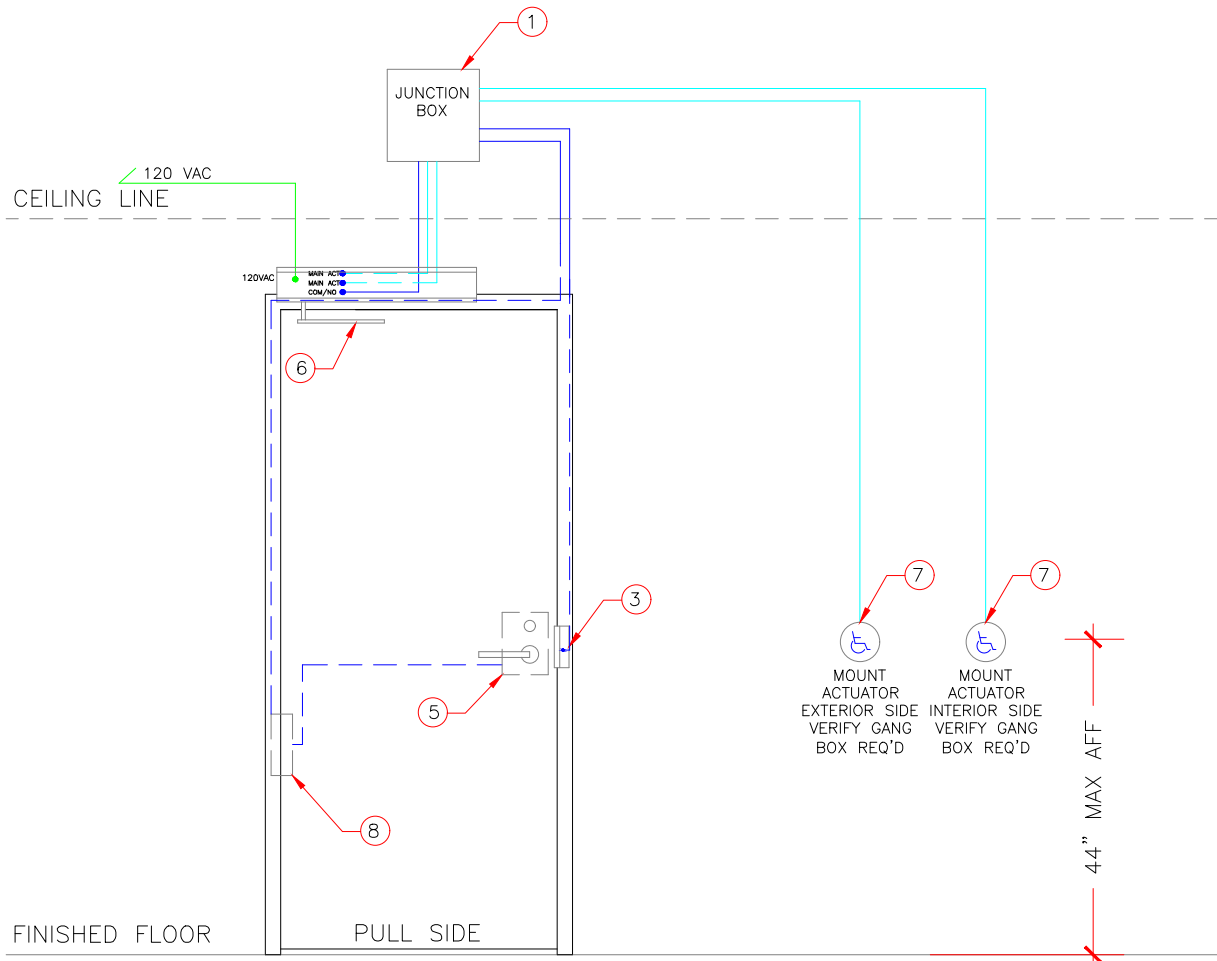 1
JUNCTION
BOX
120 VAC
CEILING LINE
120VAC
MAIN ACT
MAIN ACT
COM/NO
6
7
7
3
MOUNT
ACTUATOR
EXTERIOR SIDE
VERIFY GANG
BOX REQ'D
MOUNT
ACTUATOR
INTERIOR SIDE
VERIFY GANG
BOX REQ'D
5
44" MAX AFF
8
FINISHED FLOOR
PULL SIDE